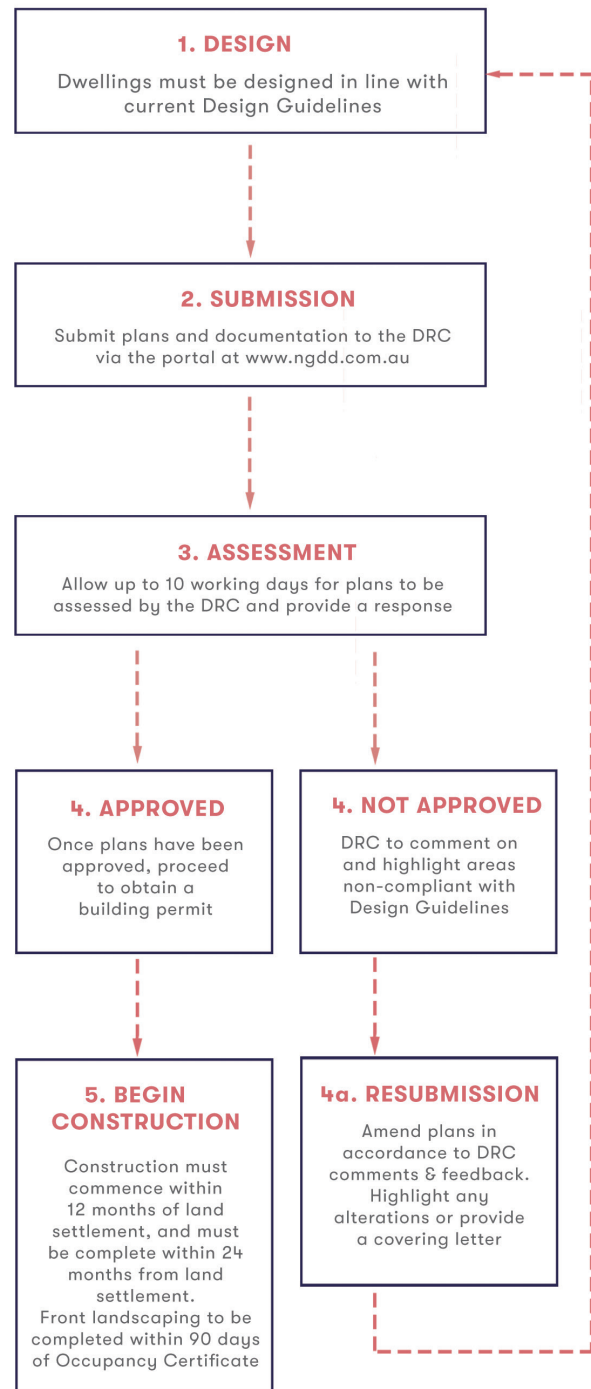 1. DESIGN
Dwellings must be designed in line with
current Design Guidelines
2. SUBMISSION
Submit plans and documentation to the DRC
via the portal at www.ngdd.com.au
3. ASSESSMENT
Allow up to 10 working days for plans to be
assessed by the DRC and provide a response
4. APPROVED
Once plans have been
approved, proceed
to obtain a
building permit
4. NOT APPROVED
DRC to comment on
and highlight areas
non-compliant with
Design Guidelines
5. BEGIN
CONSTRUCTION
Construction must
commence within
12 months of land
settlement, and must
be complete within 24
months from land
settlement.
Front landscaping to be
completed within 90 days
of Occupancy Certificate
4a. RESUBMISSION
Amend plans in
accordance to DRC
comments & feedback.
Highlight any
alterations or provide
a covering letter